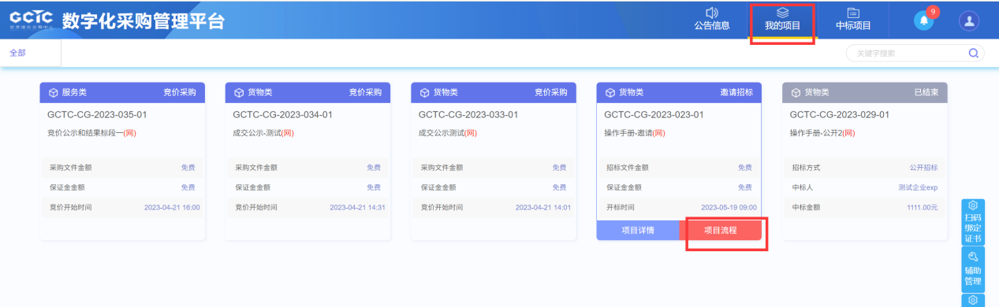 GCTC
数字化采购管理平台
公告信息
我的项目
中标项目
9
全部
关键字搜索
服务类 竞价采购
GCTC-CG-2023-035-01
竞价公示和结果标段一(网)
采购文件金额 免费
保证金金额 免费
竞价开始时间 2023-04-21 16:00
货物类 竞价采购
GCTC-CG-2023-034-01
成交公示-测试(网)
采购文件金额 免费
保证金金额 免费
竞价开始时间 2023-04-21 14:31
货物类 竞价采购
GCTC-CG-2023-033-01
成交公示测试(网)
采购文件金额 免费
保证金金额 免费
竞价开始时间 2023-04-21 14:01
货物类 邀请招标
GCTC-CG-2023-023-01
操作手册-邀请(网)
招标文件金额 免费
保证金金额 免费
开标时间 2023-05-19 09:00
项目详情 项目流程
货物类 已结束
GCTC-CG-2023-029-01
操作手册-公开2(网)
招标方式 公开招标
中标人 测试企业exp
中标金额 1111.00元
扫码
绑定
证书
辅助
管理